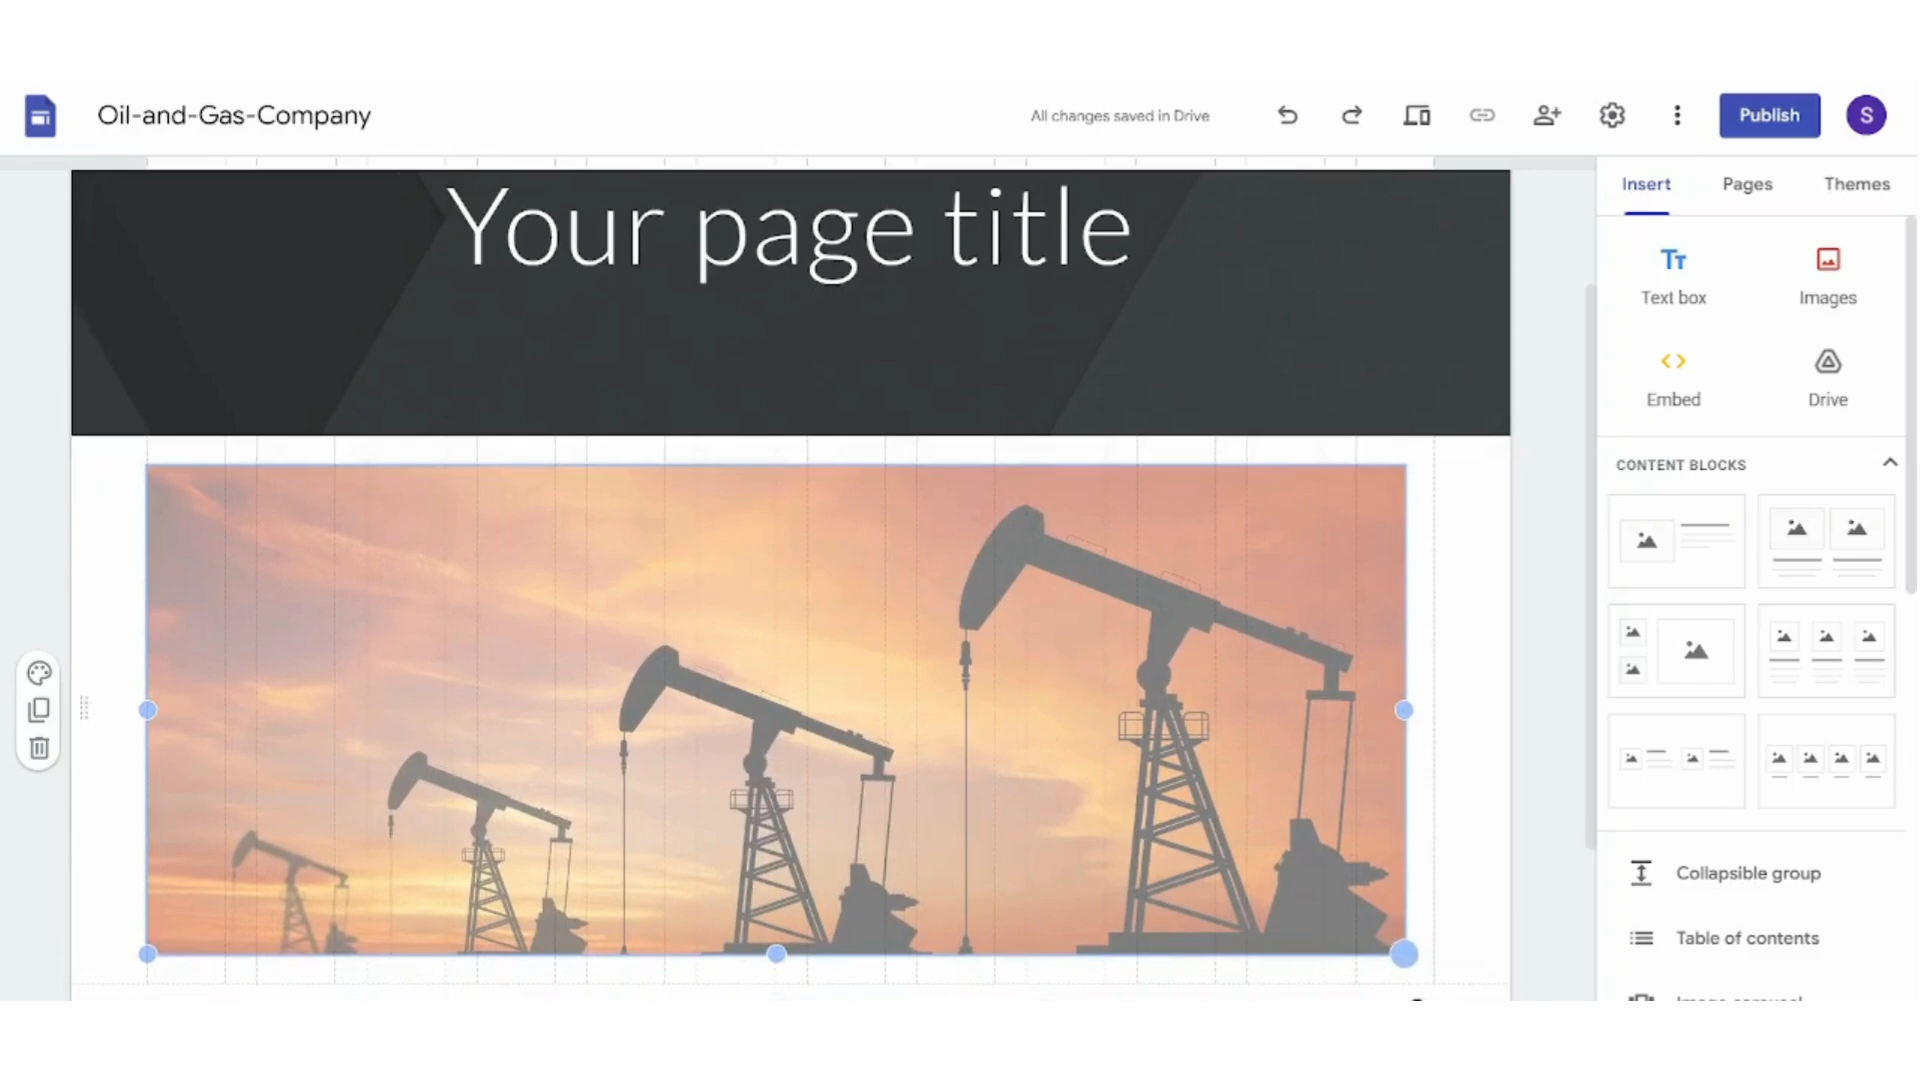 Oil-and-Gas-Company
All changes saved in Drive
Publish
S
Your page title
Insert
Pages
Themes
Tт
Text box
Images
Embed
Drive
CONTENT BLOCKS
Collapsible group
Table of contents